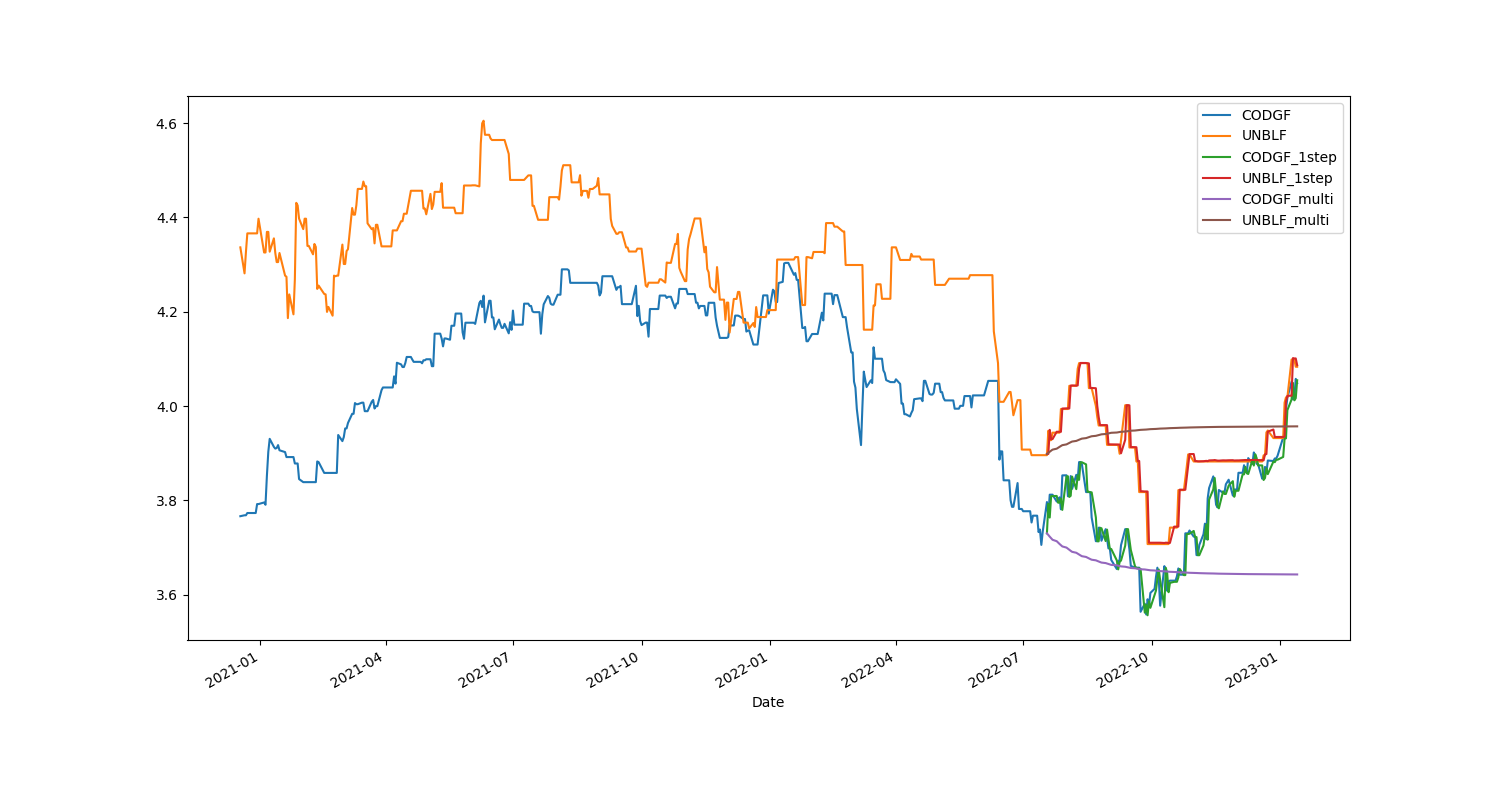 4.6
4.4
4.2
4.0
3.8
3.6
2021-01
2021-04
2021-07
2021-10
2022-01
2022-04
2022-07
2022-10
2023-01
Date
CODGF
UNBLF
CODGF_1step
UNBLF_1step
CODGF_multi
UNBLF_multi